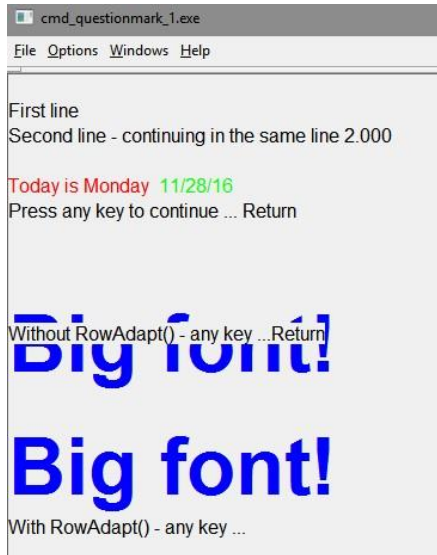 cmd_questionmark_1.exe
File Options Windows Help
First line
Second line - continuing in the same line 2.000
Today is Monday 11/28/16
Press any key to continue ... Return
Big font!
Without RowAdapt() - any key ...Return
Big font!
With RowAdapt() - any key ...